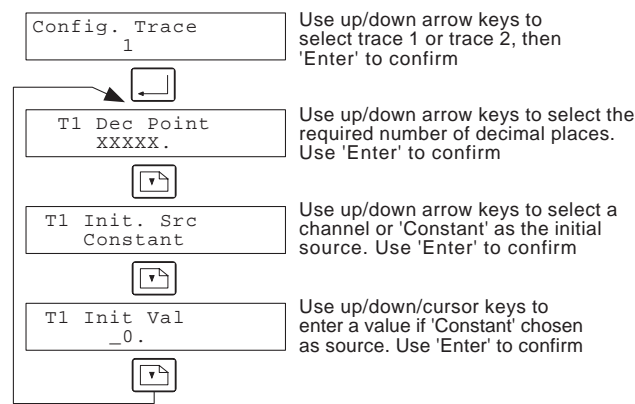 Config. Trace
1
Use up/down arrow keys to
select trace 1 or trace 2, then
'Enter' to confirm
T1 Dec Point
XXXXX.
Use up/down arrow keys to select the
required number of decimal places.
Use 'Enter' to confirm
T1 Init. Src
Constant
Use up/down arrow keys to select a
channel or 'Constant' as the initial
source. Use 'Enter' to confirm
T1 Init Val
_0.
Use up/down/cursor keys to
enter a value if 'Constant' chosen
as source. Use 'Enter' to confirm